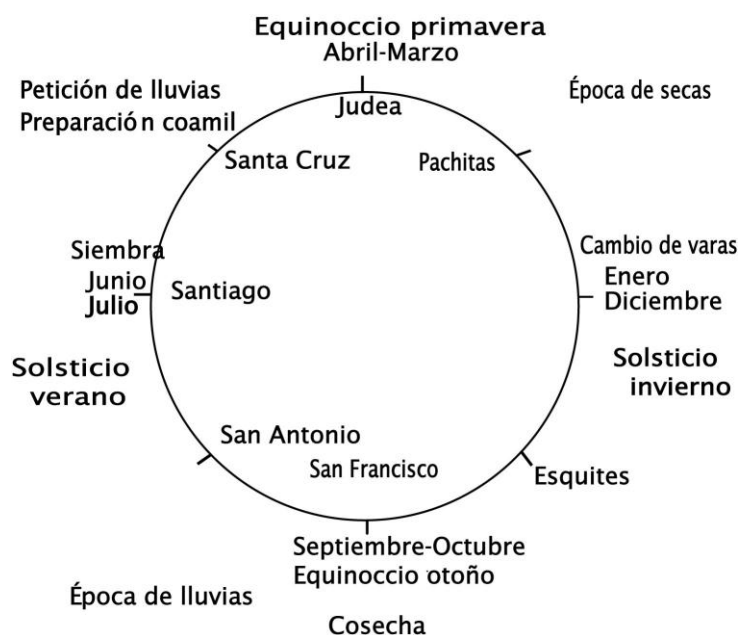 Equinoccio primavera
Abril-Marzo
Judea
Petición de lluvias
Preparación coamil
Santa Cruz
Época de secas
Pachitas
Siembra
Junio
Julio
Santiago
Cambio de varas
Enero
Diciembre
Solsticio
verano
Solsticio
invierno
San Antonio
San Francisco
Esquites
Septiembre-Octubre
Equinoccio otoño
Época de lluvias
Cosecha